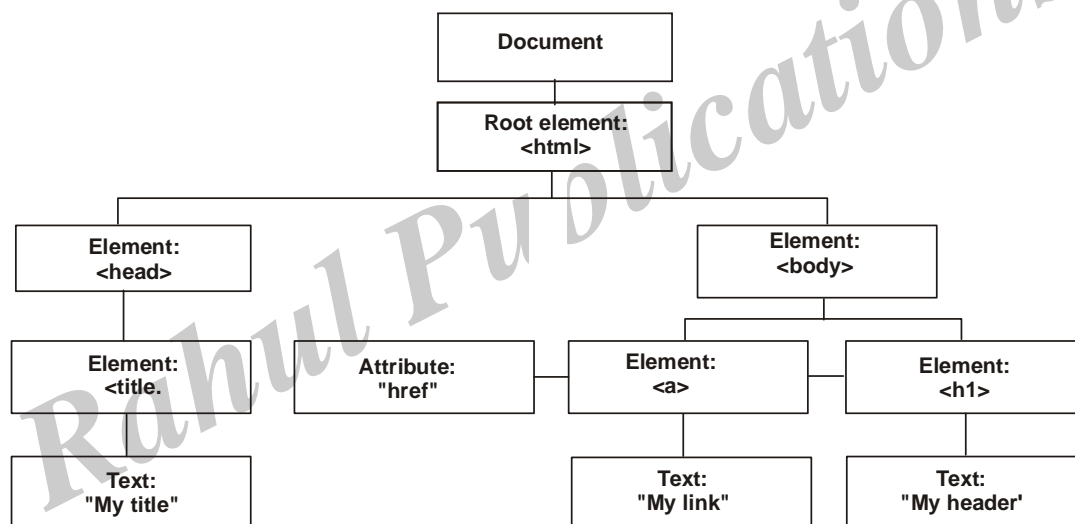 Document
Root element:
<html>
Element:
<head>
Element:
<body>
Element:
<title.
Attribute:
"href"
Element:
<a>
Element:
<h1>
Text:
"My title"
Text:
"My link"
Text:
"My header'
Rahul Publications